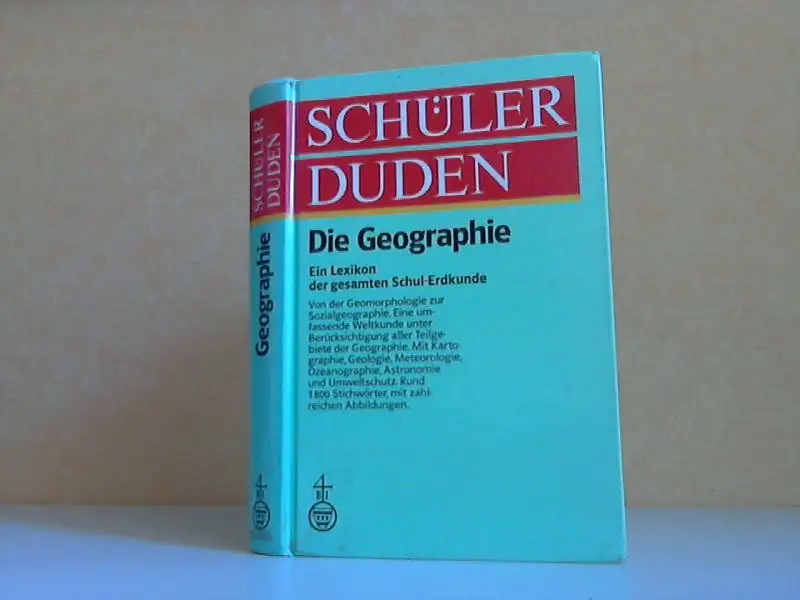 SCHÜLER
DUDEN
Die Geographie
Ein Lexikon
der gesamten Schul-Erdkunde
Von der Geomorphologie zur
Sozialgeographie. Eine um-
fassende Weltkunde unter
Berücksichtigung aller Teilge-
biete der Geographie. Mit Karto-
graphie, Geologie, Meteorologie,
Ozeanographie, Astronomie
und Umweltschutz. Rund
1800 Stichwörter, mit zahl-
reichen Abbildungen.
BI
SCHÜLER
DUDEN
Geographie
BI